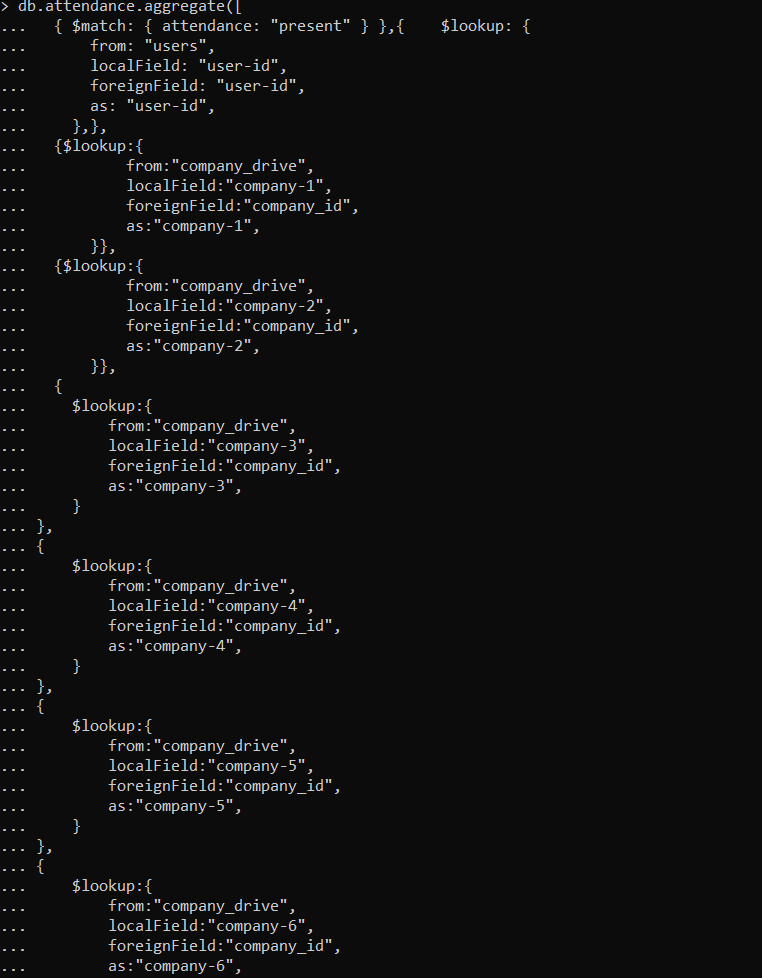 > db.attendance.aggregate([
...    { $match: { attendance: "present" } },{    $lookup: {
...        from: "users",
...        localField: "user-id",
...        foreignField: "user-id",
...        as: "user-id",
...      },},
...    {$lookup:{
...            from:"company_drive",
...            localField:"company-1",
...            foreignField:"company_id",
...            as:"company-1",
...        }},
...    {$lookup:{
...            from:"company_drive",
...            localField:"company-2",
...            foreignField:"company_id",
...            as:"company-2",
...        }},
...    {
...      $lookup:{
...          from:"company_drive",
...          localField:"company-3",
...          foreignField:"company_id",
...          as:"company-3",
...      }
... },
... {
...      $lookup:{
...          from:"company_drive",
...          localField:"company-4",
...          foreignField:"company_id",
...          as:"company-4",
...      }
... },
... {
...      $lookup:{
...          from:"company_drive",
...          localField:"company-5",
...          foreignField:"company_id",
...          as:"company-5",
...      }
... },
... {
...      $lookup:{
...          from:"company_drive",
...          localField:"company-6",
...          foreignField:"company_id",
...          as:"company-6",